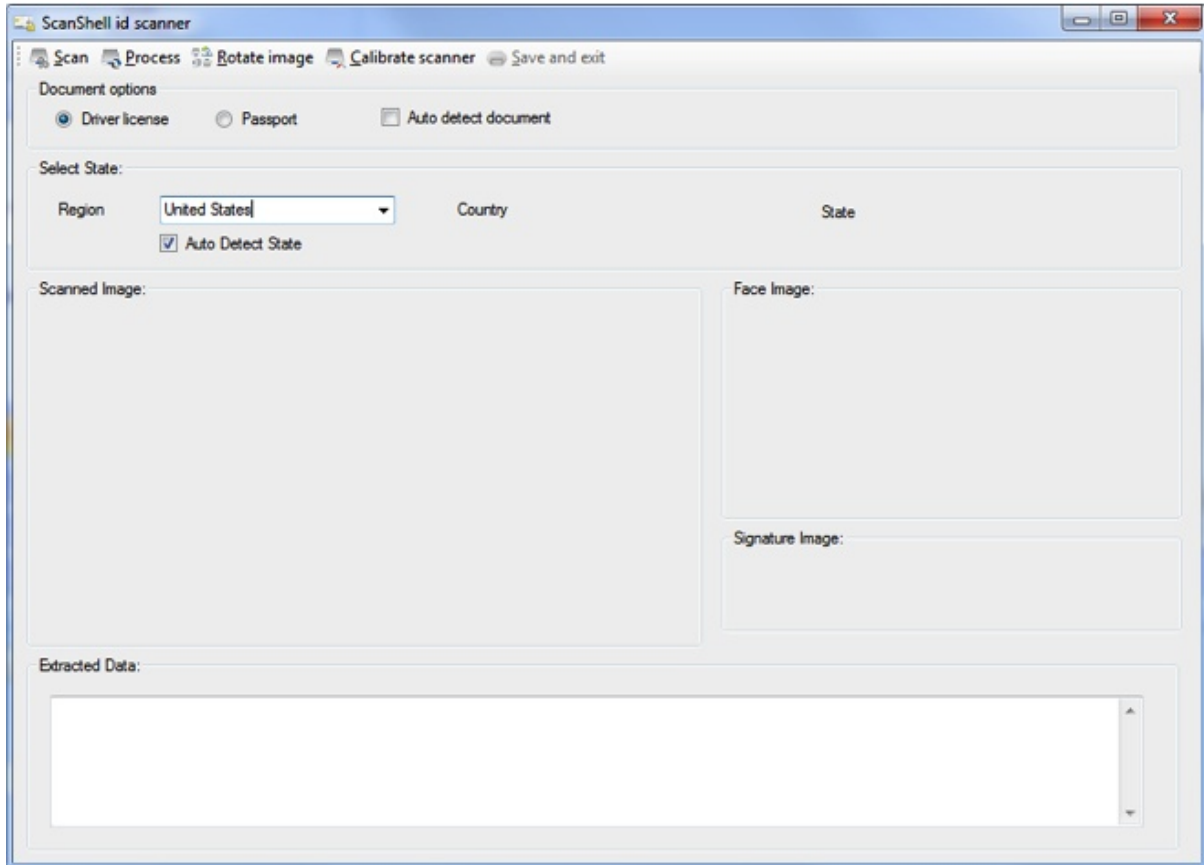 ScanShell id scanner
Scan Process Rotate image Calibrate scanner Save and exit
Document options
Driver license Passport Auto detect document
Select State:
Region United States Country State
Auto Detect State
Scanned Image: Face Image:
Signature Image:
Extracted Data: